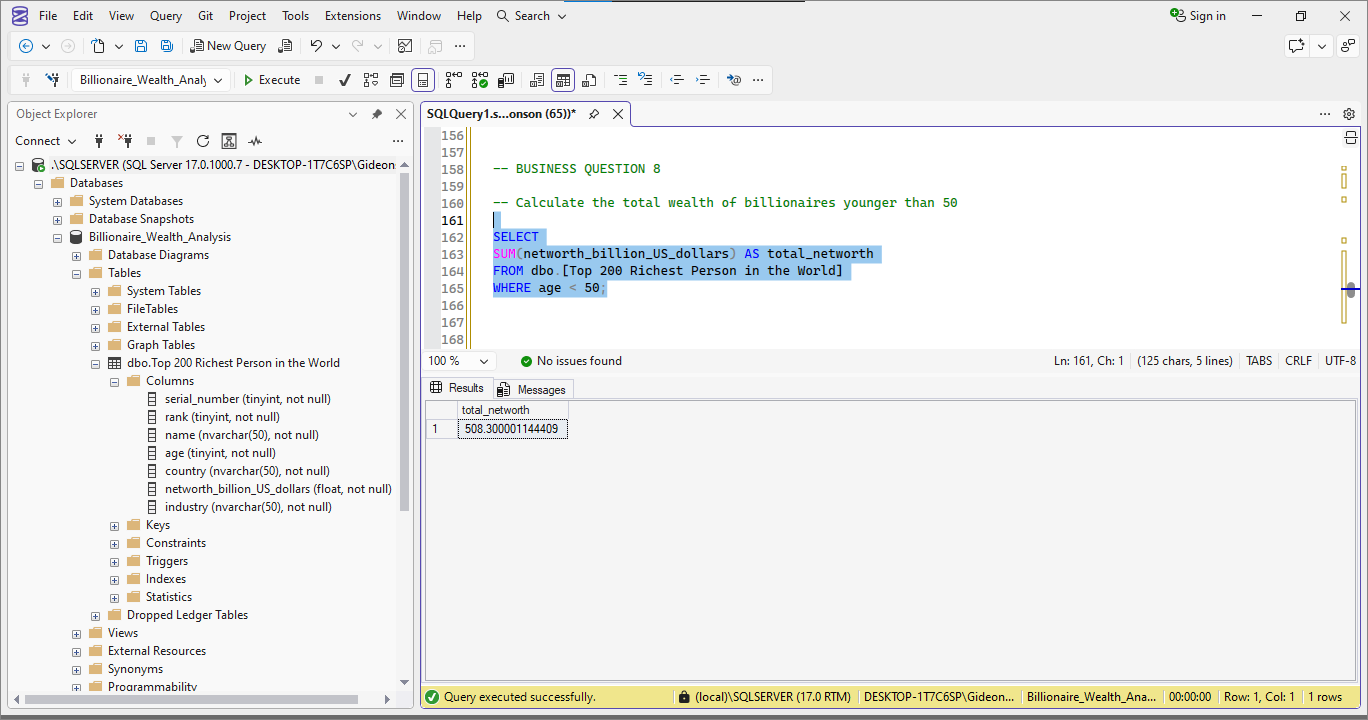 File Edit View Query Git Project Tools Extensions Window Help Search Sign in
New Query
Billionaire_Wealth_Analy Execute
Object Explorer
Connect
.\SQLSERVER (SQL Server 17.0.1000.7 - DESKTOP-1T7C6SP\Gideon
Databases
System Databases
Database Snapshots
Billionaire_Wealth_Analysis
Database Diagrams
Tables
System Tables
FileTables
External Tables
Graph Tables
dbo.Top 200 Richest Person in the World
Columns
serial_number (tinyint, not null)
rank (tinyint, not null)
name (nvarchar(50), not null)
age (tinyint, not null)
country (nvarchar(50), not null)
networth_billion_US_dollars (float, not null)
industry (nvarchar(50), not null)
Keys
Constraints
Triggers
Indexes
Statistics
Dropped Ledger Tables
Views
External Resources
Synonyms
Programmability
SQLQuery1.s...onson (65))*
156
157
158 -- BUSINESS QUESTION 8
159
160 -- Calculate the total wealth of billionaires younger than 50
161
162 SELECT
163 SUM(networth_billion_US_dollars) AS total_networth
164 FROM dbo.[Top 200 Richest Person in the World]
165 WHERE age < 50;
166
167
168
100 % No issues found Ln: 161, Ch: 1 (125 chars, 5 lines) TABS CRLF UTF-8
Results Messages
total_networth
1 508.300001144409
Query executed successfully. (local)\SQLSERVER (17.0 RTM) DESKTOP-1T7C6SP\Gideon... Billionaire_Wealth_Ana... 00:00:00 Row: 1, Col: 1 1 rows